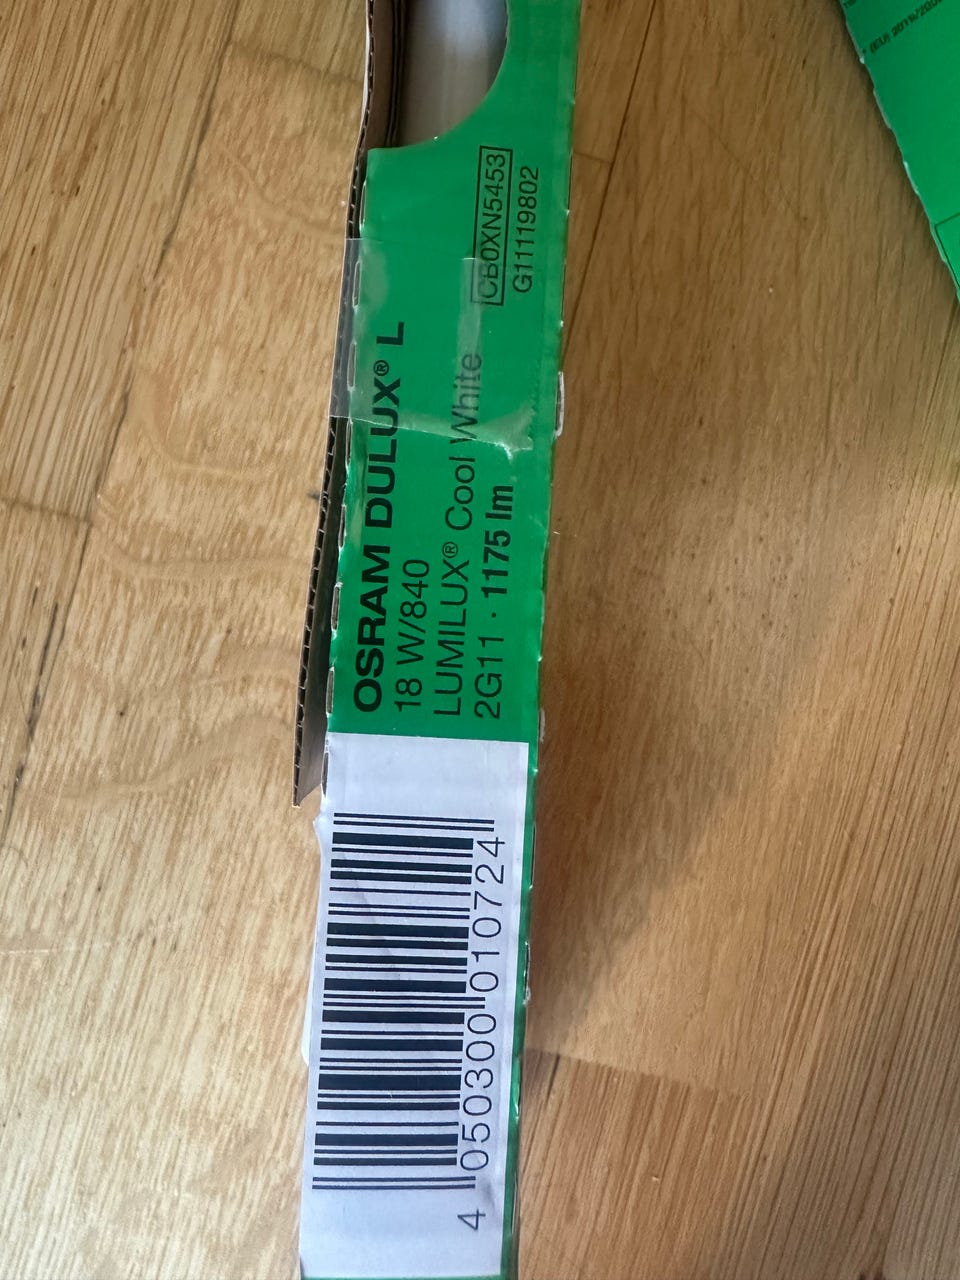 OSRAM DULUX® L
18 W/840
LUMILUX® Cool White
2G11 · 1175 lm
CB0XN5453
G11119802
4 050300 010724